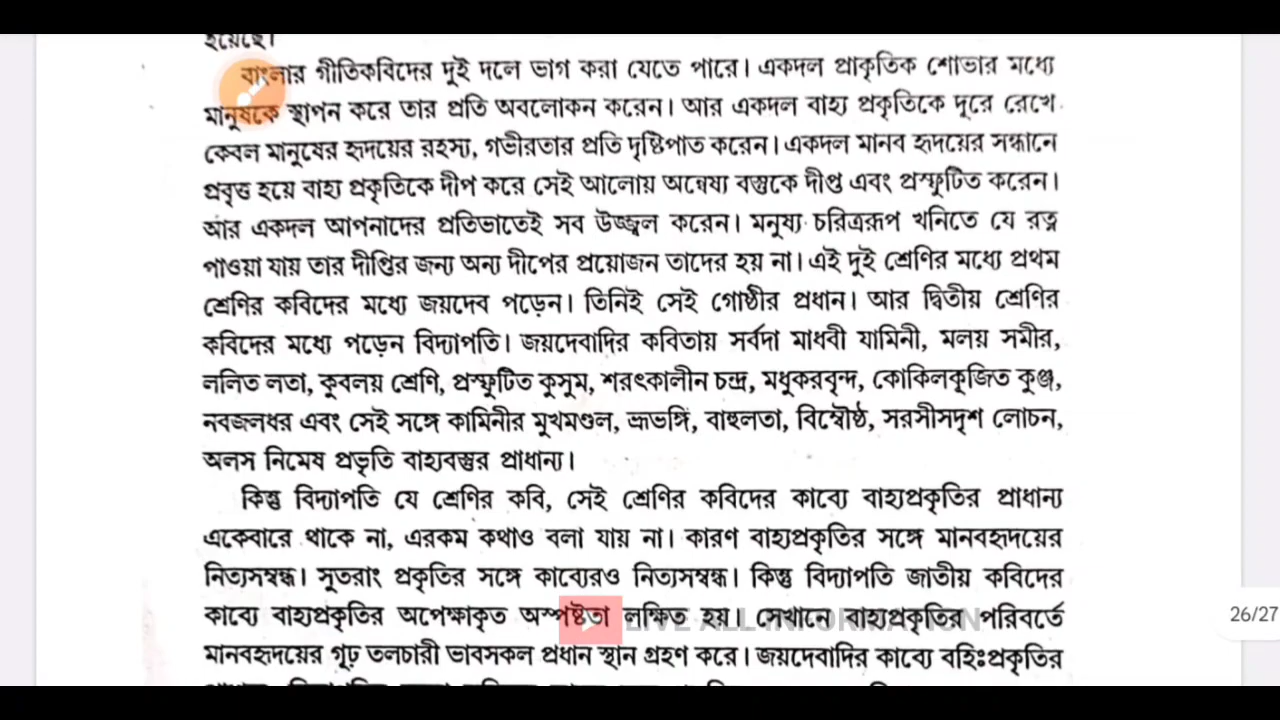 হয়েছে।
বাংলার গীতিকবিদের দুই দলে ভাগ করা যেতে পারে। একদল প্রাকৃতিক শোভার মধ্যে
মানুষকে স্থাপন করে তার প্রতি অবলোকন করেন। আর একদল বাহ্য প্রকৃতিকে দূরে রেখে
কেবল মানুষের হৃদয়ের রহস্য, গভীরতার প্রতি দৃষ্টিপাত করেন। একদল মানব হৃদয়ের সন্ধানে
প্রবৃত্ত হয়ে বাহ্য প্রকৃতিকে দীপ করে সেই আলোয় অন্বেষ্য বস্তুকে দীপ্ত এবং প্রস্ফুটিত করেন।
আর একদল আপনাদের প্রতিভাতেই সব উজ্জ্বল করেন। মনুষ্য চরিত্ররূপ খনিতে যে রত্ন
পাওয়া যায় তার দীপ্তির জন্য অন্য দীপের প্রয়োজন তাদের হয় না। এই দুই শ্রেণির মধ্যে প্রথম
শ্রেণির কবিদের মধ্যে জয়দেব পড়েন। তিনিই সেই গোষ্ঠীর প্রধান। আর দ্বিতীয় শ্রেণির
কবিদের মধ্যে পড়েন বিদ্যাপতি। জয়দেবাদির কবিতায় সর্বদা মাধবী যামিনী, মলয় সমীর,
ললিত লতা, কুবলয় শ্রেণি, প্রস্ফুটিত কুসুম, শরৎকালীন চন্দ্র, মধুকরবৃন্দ, কোকিলকূজিত কুঞ্জ,
নবজলধর এবং সেই সঙ্গে কামিনীর মুখমণ্ডল, ভ্রূভঙ্গি, বাহুলতা, বিম্বৌষ্ঠ, সরসীসদৃশ লোচন,
অলস নিমেষ প্রভৃতি বাহ্যবস্তুর প্রাধান্য।
কিন্তু বিদ্যাপতি যে শ্রেণির কবি, সেই শ্রেণির কবিদের কাব্যে বাহ্যপ্রকৃতির প্রাধান্য
একেবারে থাকে না, এরকম কথাও বলা যায় না। কারণ বাহ্যপ্রকৃতির সঙ্গে মানবহৃদয়ের
নিত্যসম্বন্ধ। সুতরাং প্রকৃতির সঙ্গে কাব্যেরও নিত্যসম্বন্ধ। কিন্তু বিদ্যাপতি জাতীয় কবিদের
কাব্যে বাহ্যপ্রকৃতির অপেক্ষাকৃত অস্পষ্টতা লক্ষিত হয়। সেখানে বাহ্যপ্রকৃতির পরিবর্তে
LIVE ALL INFORMATION
26/27
মানবহৃদয়ের গূঢ় তলচারী ভাবসকল প্রধান স্থান গ্রহণ করে। জয়দেবাদির কাব্যে বহিঃপ্রকৃতির